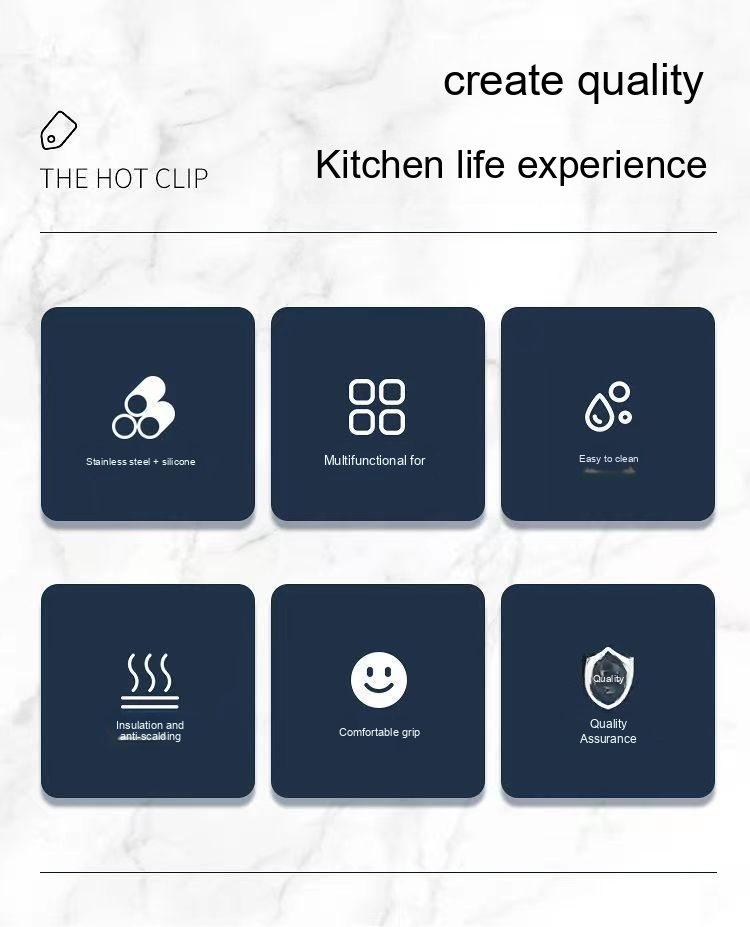 create quality
THE HOT CLIP
Kitchen life experience
Stainless steel + silicone
Multifunctional for
Easy to clean
Insulation and
anti-scalding
Comfortable grip
Quality
Quality
Assurance